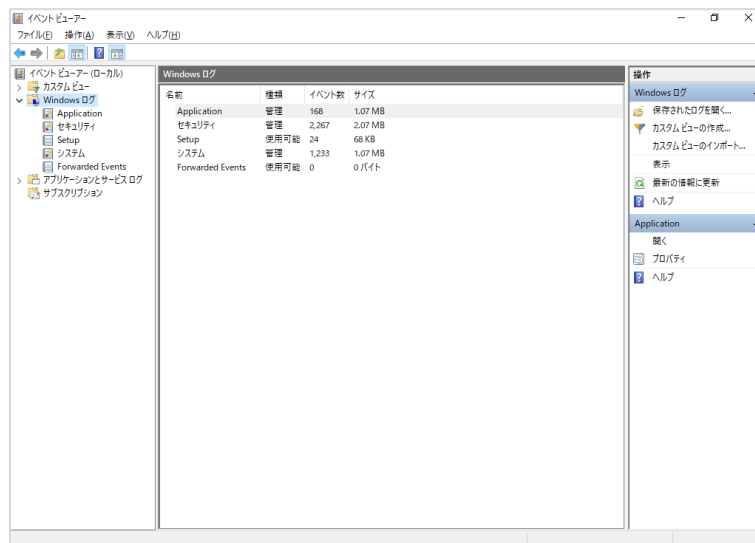 イベント ビューアー
ファイル(F) 操作(A) 表示(V) ヘルプ(H)
イベント ビューアー (ローカル)
カスタム ビュー
Windows ログ
Application
セキュリティ
Setup
システム
Forwarded Events
アプリケーションとサービス ログ
サブスクリプション
Windows ログ
名前 種類 イベント数 サイズ
Application 管理 168 1.07 MB
セキュリティ 管理 2,267 2.07 MB
Setup 使用可能 24 68 KB
システム 管理 1,233 1.07 MB
Forwarded Events 使用可能 0 0 バイト
操作
Windows ログ
保存されたログを開く...
カスタム ビューの作成...
カスタム ビューのインポート...
表示
最新の情報に更新
ヘルプ
Application
開く
プロパティ
ヘルプ